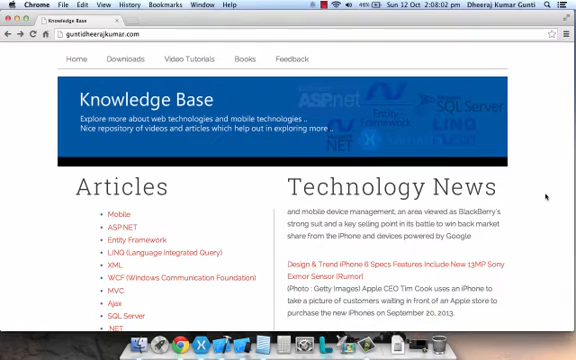 Chrome File Edit View History Bookmarks Window Help
Sun 12 Oct 2:08:02 PM Dheeraj Kumar Gunti
Knowledge Base
guntidheerajkumar.com
Home Downloads Video Tutorials Books Feedback
Knowledge Base
Explore more about web technologies and mobile technologies ..
Nice repository of videos and articles which help out in exploring more ..
ASP.net
SQL Server
Entity
Framework
LINQ
.NET
Articles
Mobile
ASP.NET
Entity Framework
LINQ (Language Integrated Query)
XML
WCF (Windows Communication Foundation)
MVC
Ajax
SQL Server
.NET
Technology News
and mobile device management, an area viewed as BlackBerry's
strong suit and a key selling point in its battle to win back market
share from the iPhone and devices powered by Google
Design & Trend iPhone 6 Specs Features Include New 13MP Sony
Exmor Sensor [Rumor]
(Photo : Getty Images) Apple CEO Tim Cook uses an iPhone to
take a picture of customers waiting in front of an Apple store to
purchase the new iPhones on September 20, 2013.